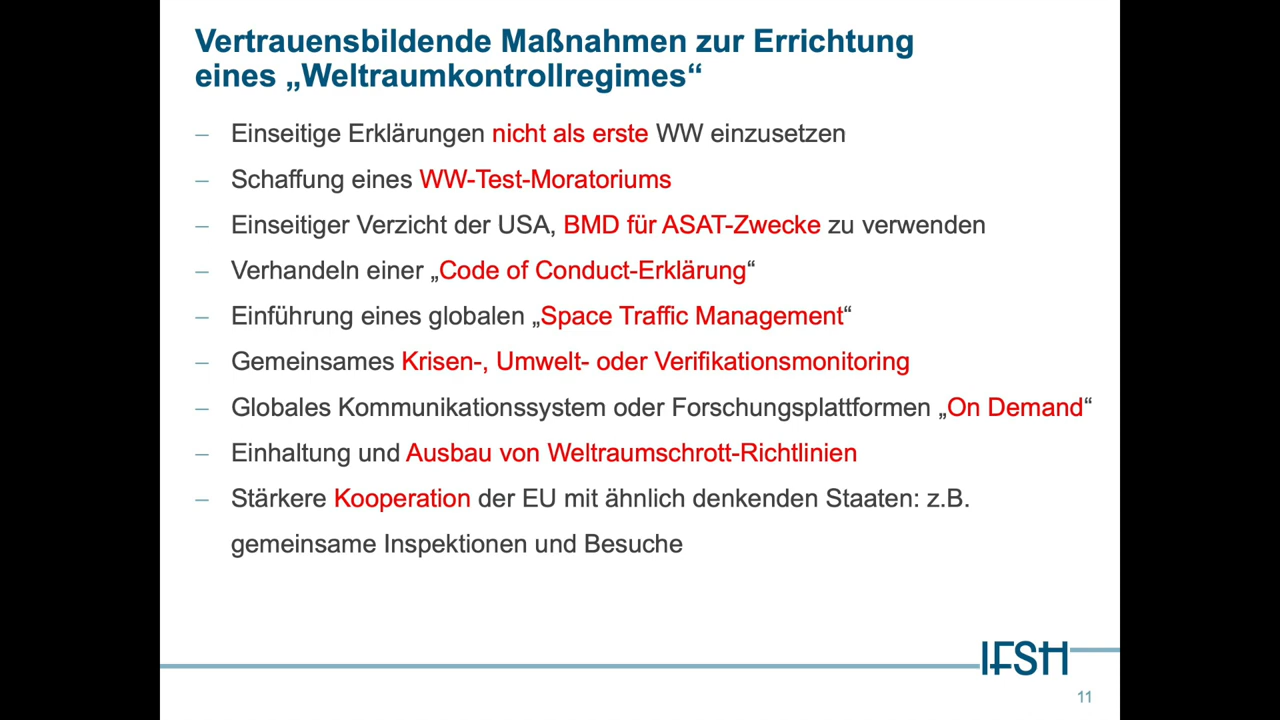 Vertrauensbildende Maßnahmen zur Errichtung
eines „Weltraumkontrollregimes“
– Einseitige Erklärungen nicht als erste WW einzusetzen
– Schaffung eines WW-Test-Moratoriums
– Einseitiger Verzicht der USA, BMD für ASAT-Zwecke zu verwenden
– Verhandeln einer „Code of Conduct-Erklärung“
– Einführung eines globalen „Space Traffic Management“
– Gemeinsames Krisen-, Umwelt- oder Verifikationsmonitoring
– Globales Kommunikationssystem oder Forschungsplattformen „On Demand“
– Einhaltung und Ausbau von Weltraumschrott-Richtlinien
– Stärkere Kooperation der EU mit ähnlich denkenden Staaten: z.B.
gemeinsame Inspektionen und Besuche
IFSH
11